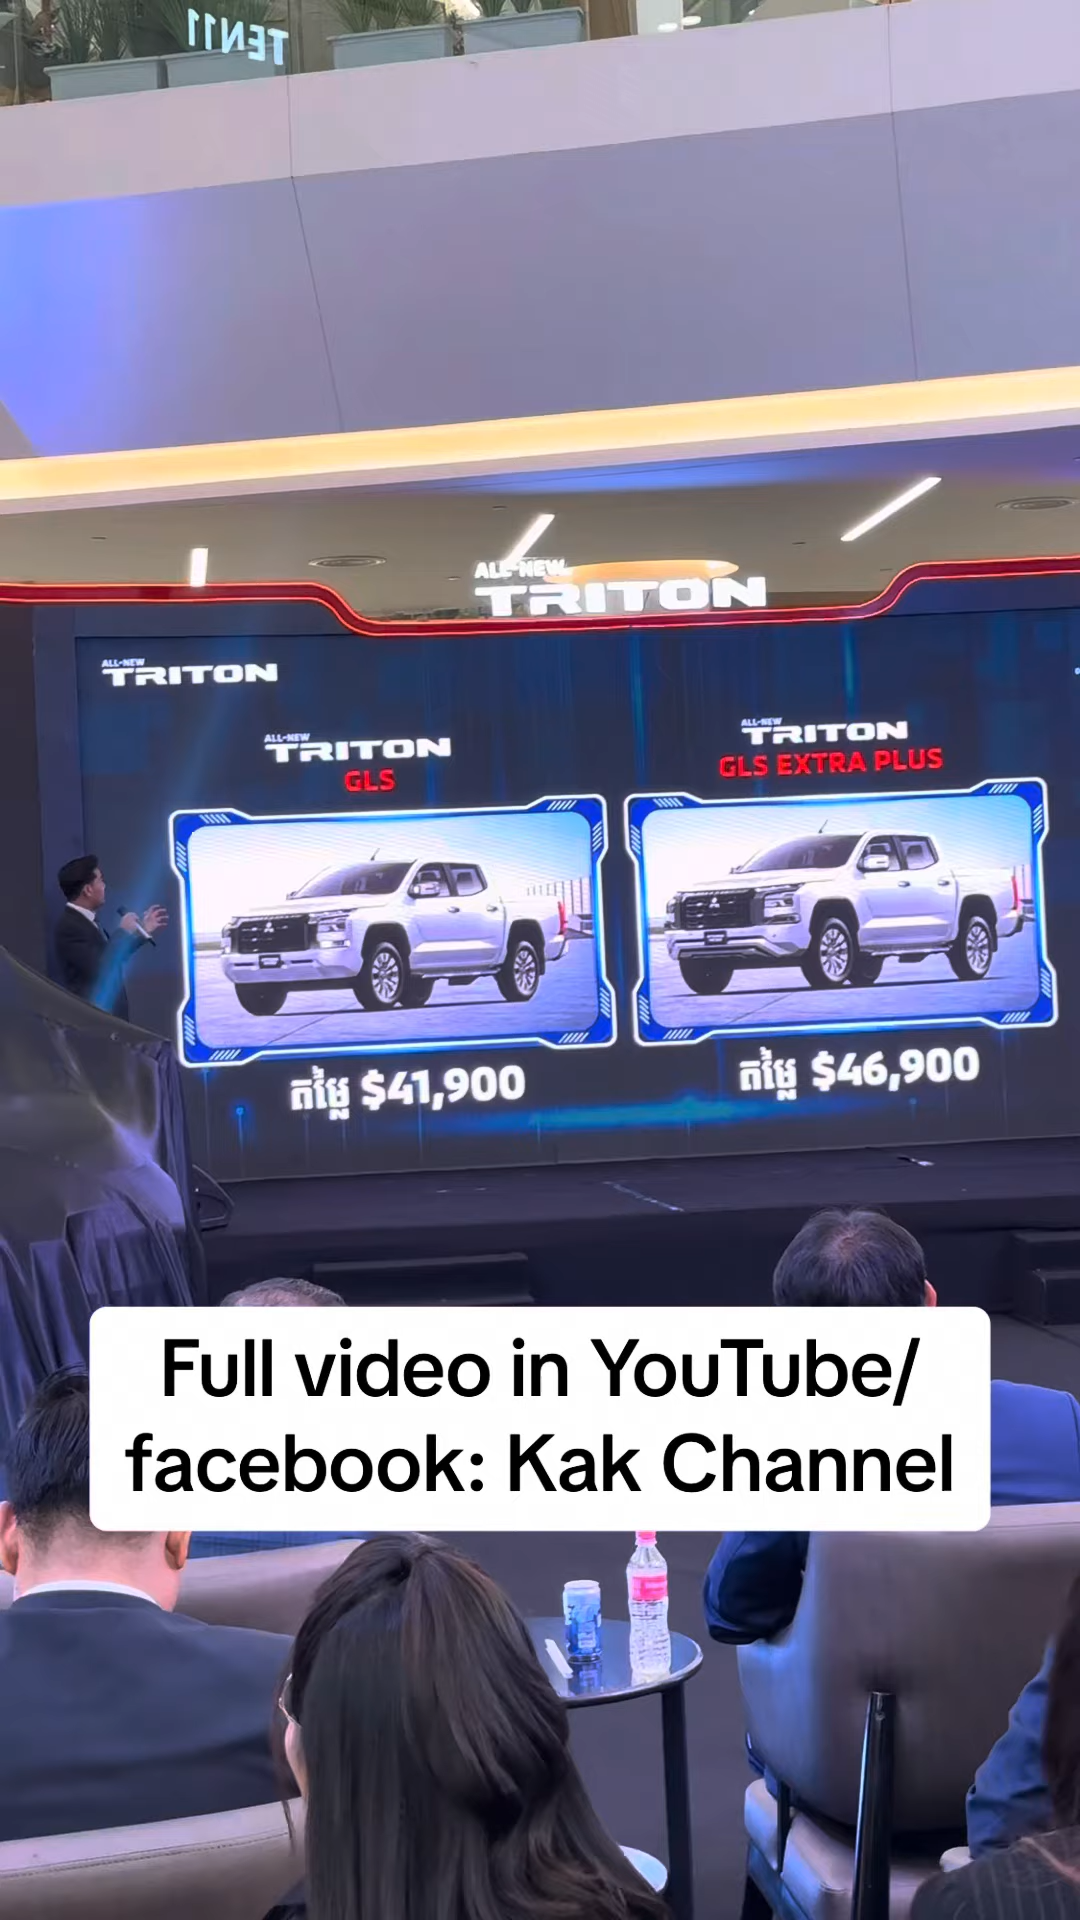 TEN11
ALL-NEW
TRITON
ALL-NEW
TRITON
ALL-NEW
TRITON
GLS
ALL-NEW
TRITON
GLS EXTRA PLUS
តម្លៃ $41,900
តម្លៃ $46,900
Full video in YouTube/
facebook: Kak Channel